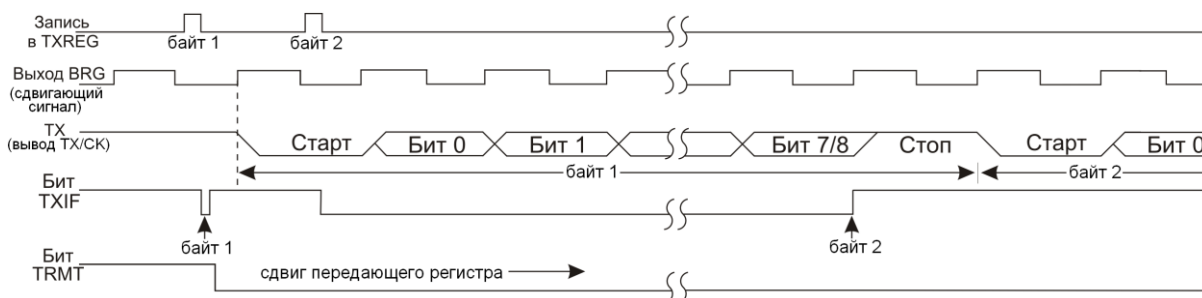 Запись
в TXREG
байт 1
байт 2
Выход BRG
(сдвигающий
сигнал)
TX
(вывод TX/CK)
Старт
Бит 0
Бит 1
Бит 7/8
Стоп
Старт
Бит 0
байт 1
байт 2
Бит
TXIF
байт 1
байт 2
Бит
TRMT
сдвиг передающего регистра